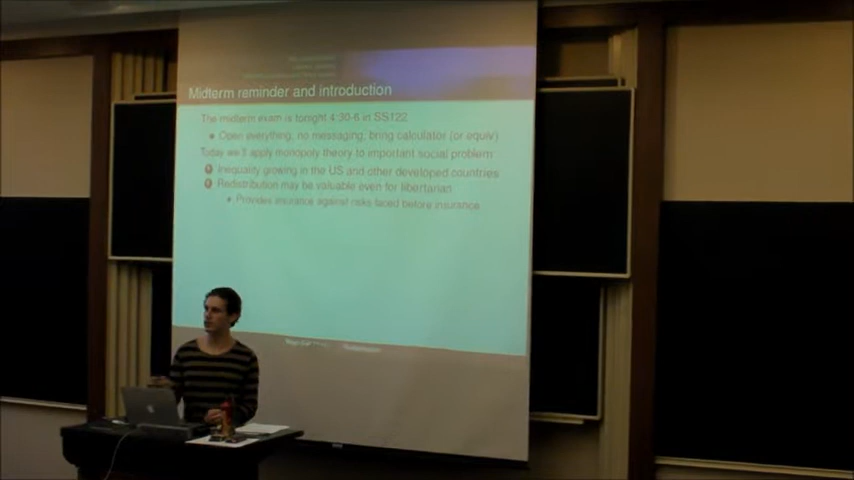 Midterm reminder and introduction
The midterm exam is tonight 4:30-6 in SS122
Open everything, no messaging, bring calculator (or equiv)
Today we'll apply monopoly theory to important social problem
1 Inequality growing in the US and other developed countries
2 Redistribution may be valuable even for libertarian
Provides insurance against risks faced before insurance